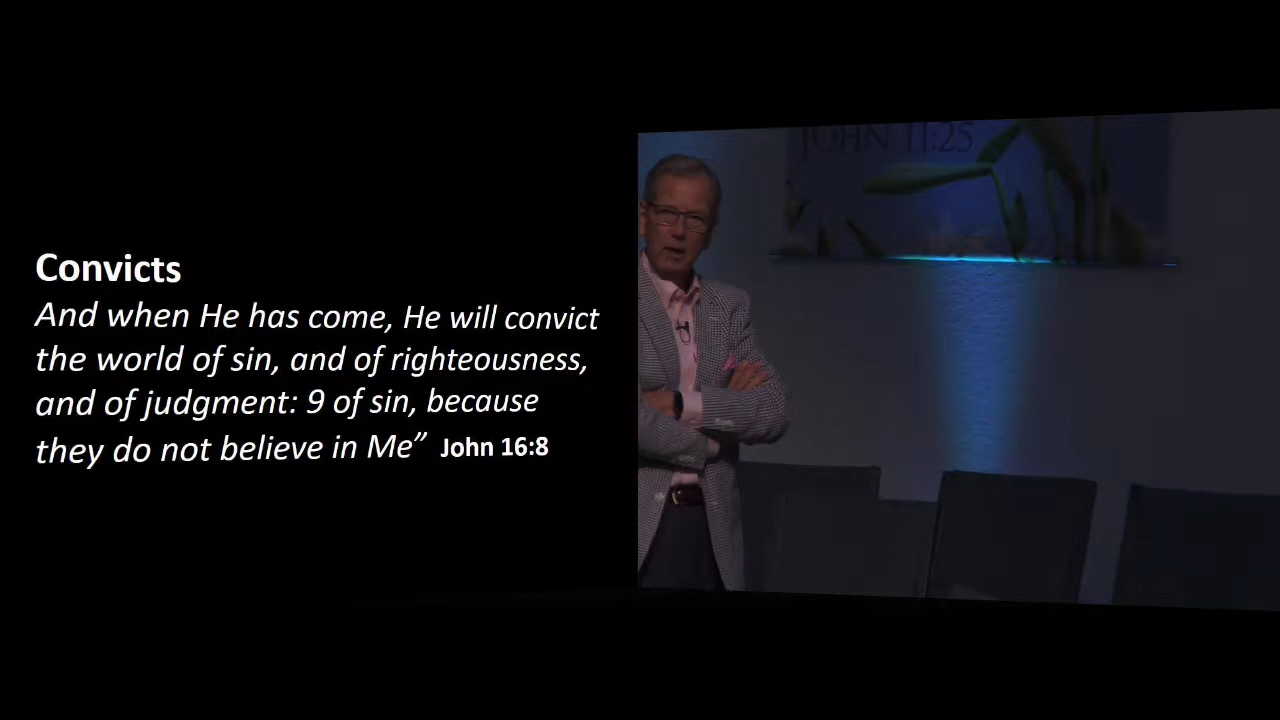 Convicts
And when He has come, He will convict
the world of sin, and of righteousness,
and of judgment: 9 of sin, because
they do not believe in Me” John 16:8
JOHN 11:25